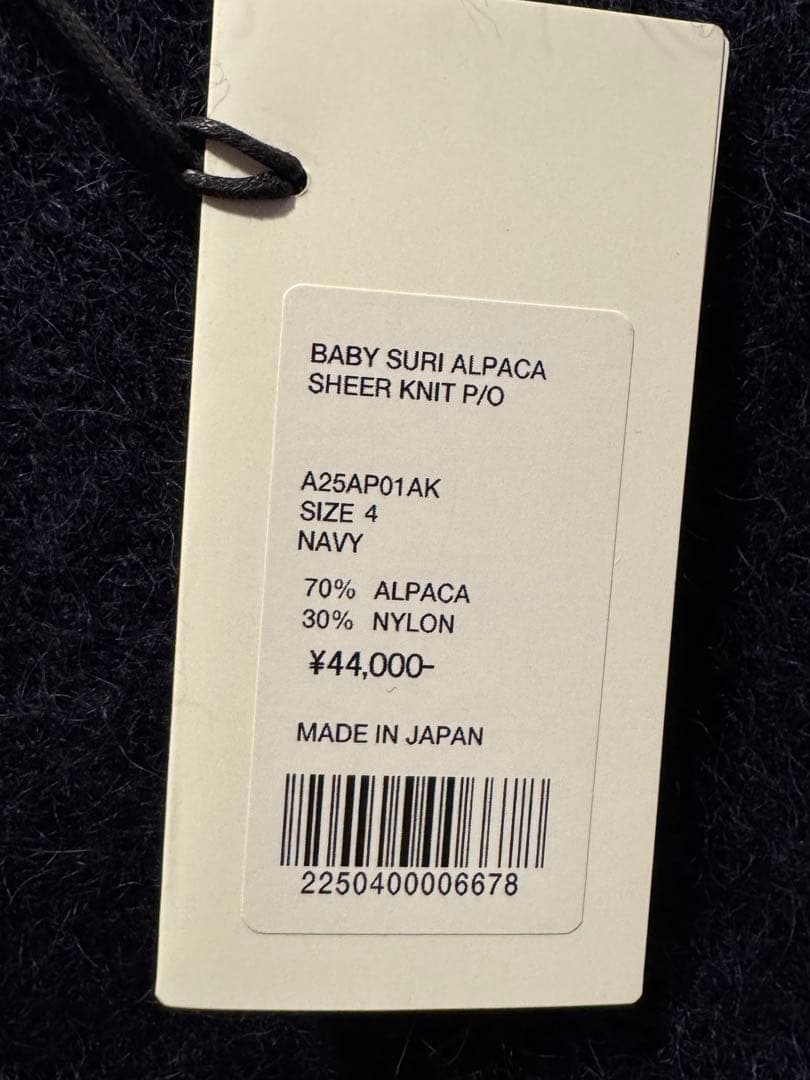 BABY SURI ALPACA
SHEER KNIT P/O
A25AP01AK
SIZE 4
NAVY
70% ALPACA
30% NYLON
¥44,000-
MADE IN JAPAN
2250400006678